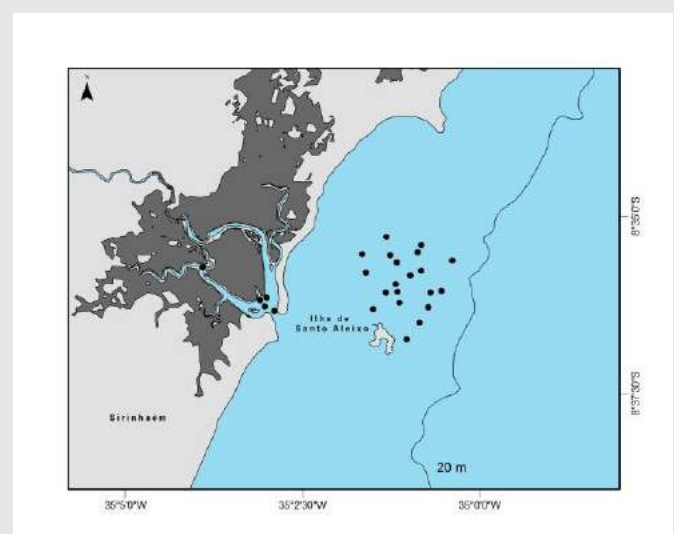 N
Ilha de
Santo Aleixo
Sirinhaém
20 m
8°35'0"S
8°37'30"S
35°5'0"W
35°2'30"W
35°0'0"W